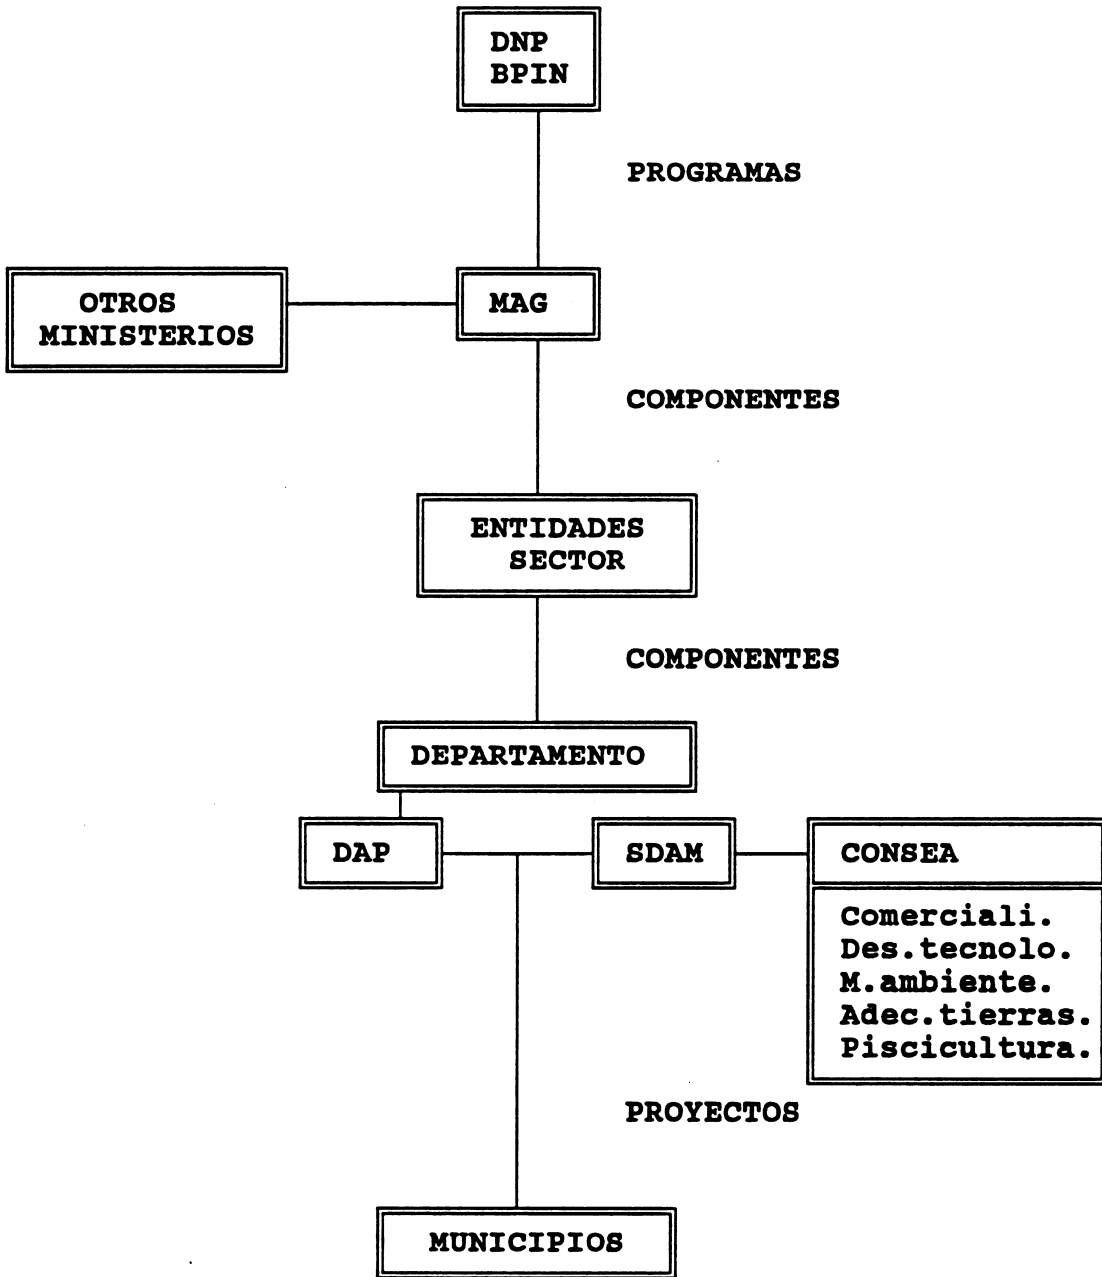 DNP
BPIN
PROGRAMAS
OTROS
MINISTERIOS
MAG
COMPONENTES
ENTIDADES
SECTOR
COMPONENTES
DEPARTAMENTO
DAP
SDAM
CONSEA
Comerciali.
Des.tecnolo.
M.ambiente.
Adec.tierras.
Piscicultura.
PROYECTOS
MUNICIPIOS